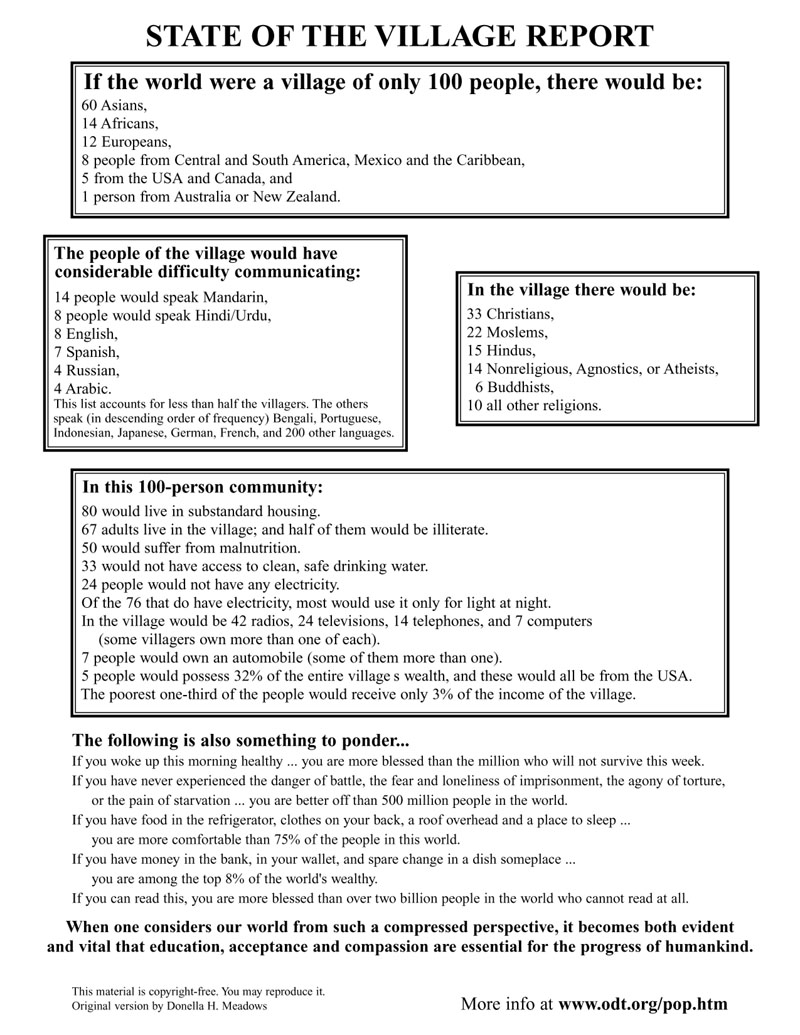 STATE OF THE VILLAGE REPORT
If the world were a village of only 100 people, there would be:
60 Asians,
14 Africans,
12 Europeans,
8 people from Central and South America, Mexico and the Caribbean,
5 from the USA and Canada, and
1 person from Australia or New Zealand.
The people of the village would have
considerable difficulty communicating:
14 people would speak Mandarin,
8 people would speak Hindi/Urdu,
8 English,
7 Spanish,
4 Russian,
4 Arabic.
This list accounts for less than half the villagers. The others
speak (in descending order of frequency) Bengali, Portuguese,
Indonesian, Japanese, German, French, and 200 other languages.
In the village there would be:
33 Christians,
22 Moslems,
15 Hindus,
14 Nonreligious, Agnostics, or Atheists,
6 Buddhists,
10 all other religions.
In this 100-person community:
80 would live in substandard housing.
67 adults live in the village; and half of them would be illiterate.
50 would suffer from malnutrition.
33 would not have access to clean, safe drinking water.
24 people would not have any electricity.
Of the 76 that do have electricity, most would use it only for light at night.
In the village would be 42 radios, 24 televisions, 14 telephones, and 7 computers
(some villagers own more than one of each).
7 people would own an automobile (some of them more than one).
5 people would possess 32% of the entire village s wealth, and these would all be from the USA.
The poorest one-third of the people would receive only 3% of the income of the village.
The following is also something to ponder...
If you woke up this morning healthy ... you are more blessed than the million who will not survive this week.
If you have never experienced the danger of battle, the fear and loneliness of imprisonment, the agony of torture,
or the pain of starvation ... you are better off than 500 million people in the world.
If you have food in the refrigerator, clothes on your back, a roof overhead and a place to sleep ...
you are more comfortable than 75% of the people in this world.
If you have money in the bank, in your wallet, and spare change in a dish someplace ...
you are among the top 8% of the world's wealthy.
If you can read this, you are more blessed than over two billion people in the world who cannot read at all.
When one considers our world from such a compressed perspective, it becomes both evident
and vital that education, acceptance and compassion are essential for the progress of humankind.
This material is copyright-free. You may reproduce it.
Original version by Donella H. Meadows
More info at www.odt.org/pop.htm